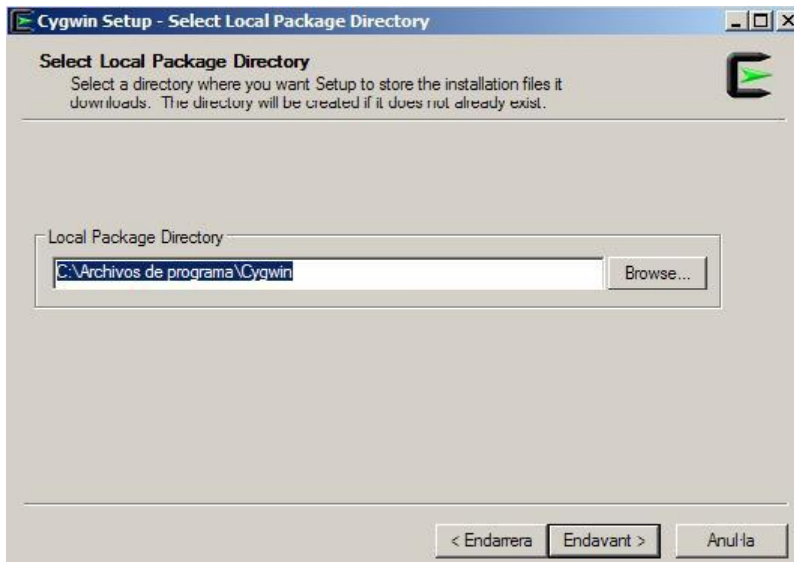 Cygwin Setup - Select Local Package Directory
Select Local Package Directory
Select a directory where you want Setup to store the installation files it
downloads. The directory will be created if it does not already exist.
Local Package Directory
C:\Archivos de programa\Cygwin
Browse...
< Endarrera
Endavant >
Anul·la